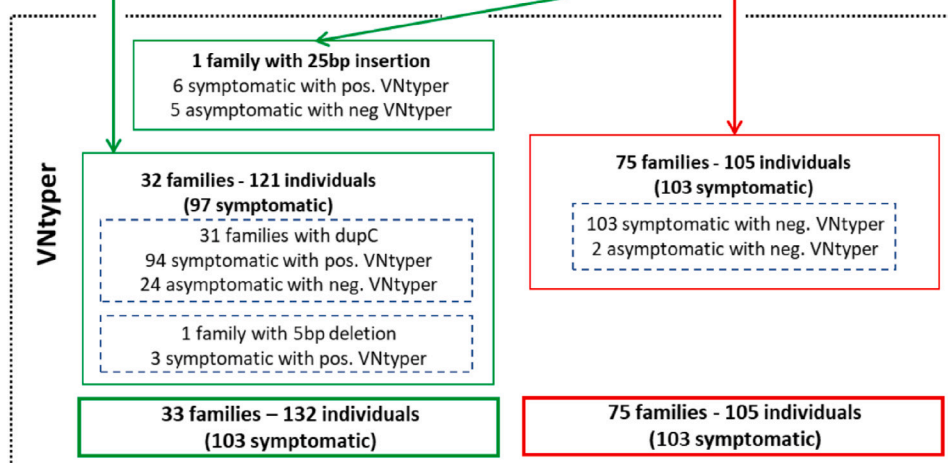 VNtyper
1 family with 25bp insertion
6 symptomatic with pos. VNtyper
5 asymptomatic with neg VNtyper
32 families - 121 individuals
(97 symptomatic)
31 families with dupC
94 symptomatic with pos. VNtyper
24 asymptomatic with neg. VNtyper
1 family with 5bp deletion
3 symptomatic with pos. VNtyper
33 families – 132 individuals
(103 symptomatic)
75 families - 105 individuals
(103 symptomatic)
103 symptomatic with neg. VNtyper
2 asymptomatic with neg. VNtyper
75 families - 105 individuals
(103 symptomatic)